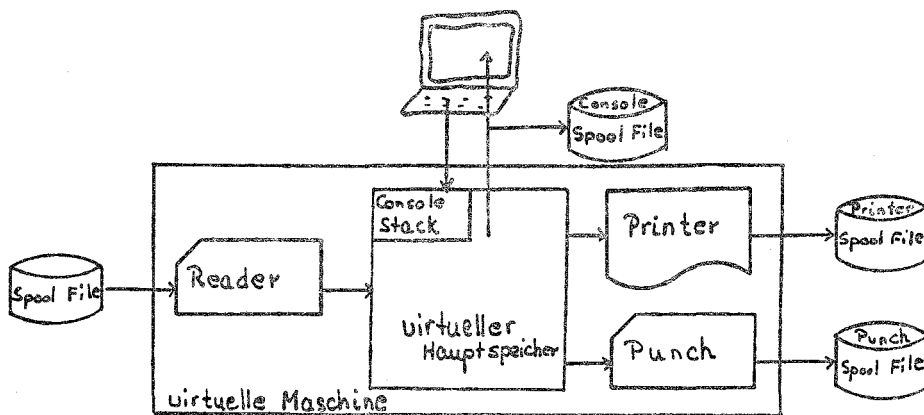 Console
Spool File
Console
Stack
Printer
Printer
Spool File
Reader
Spool File
virtueller
Hauptspeicher
Punch
Punch
Spool File
virtuelle Maschine